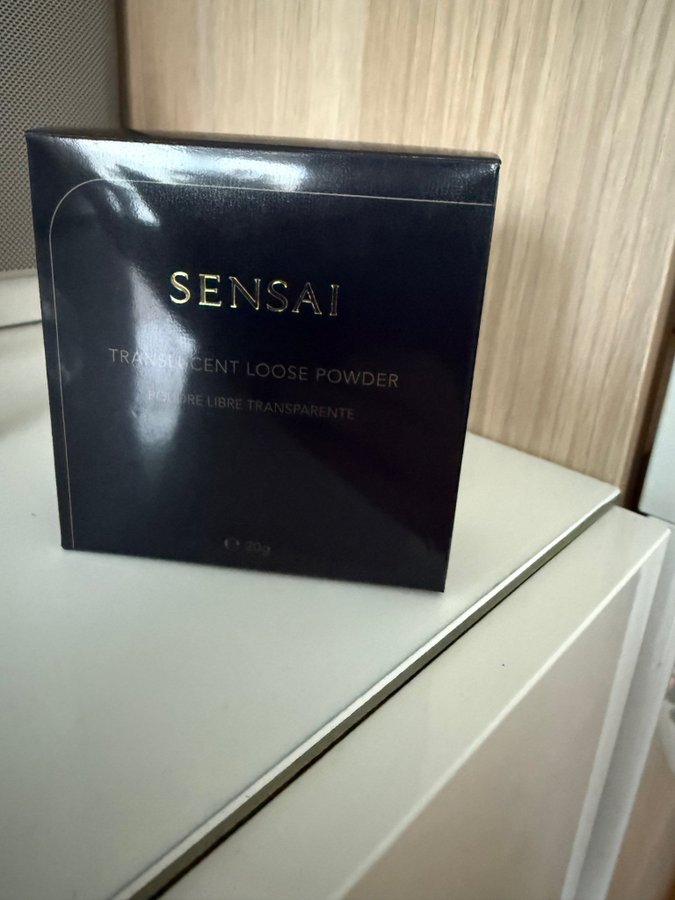 SENSAI
TRANSLUCENT LOOSE POWDER
POUDRE LIBRE TRANSPARENTE
℮ 20g